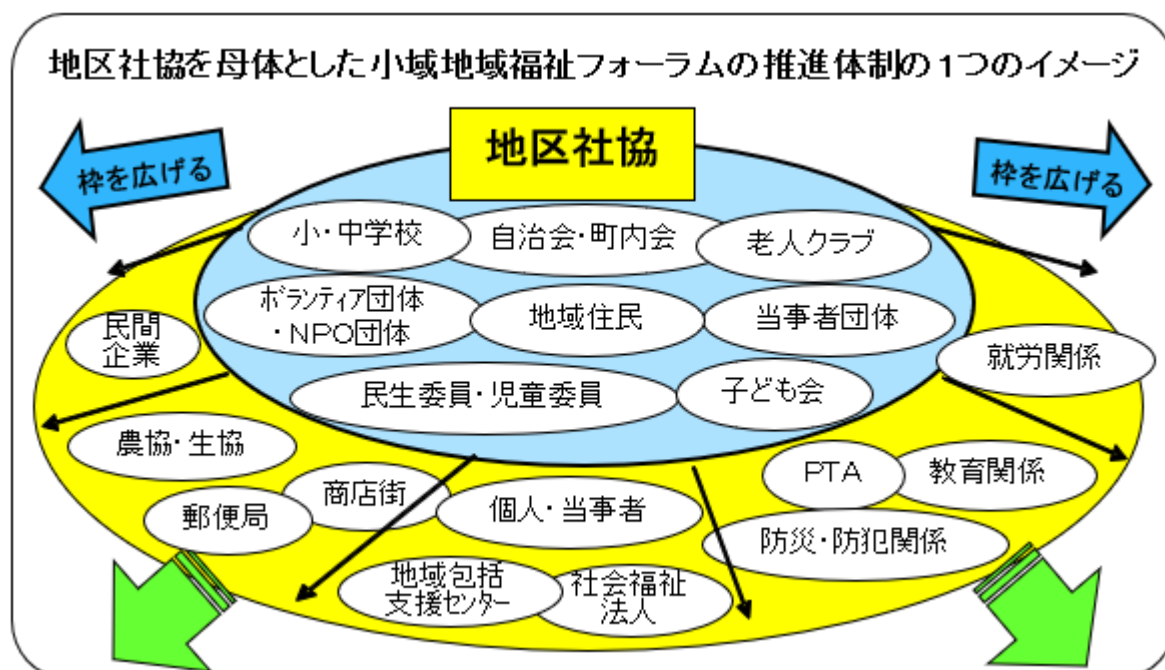 地区社協を母体とした小域地域福祉フォーラムの推進体制の1つのイメージ
地区社協
枠を広げる
枠を広げる
小・中学校
自治会・町内会
老人クラブ
ボランティア団体
・NPO団体
地域住民
当事者団体
民間
企業
就労関係
民生委員・児童委員
子ども会
農協・生協
商店街
PTA
教育関係
郵便局
個人・当事者
防災・防犯関係
地域包括
支援センター
社会福祉
法人